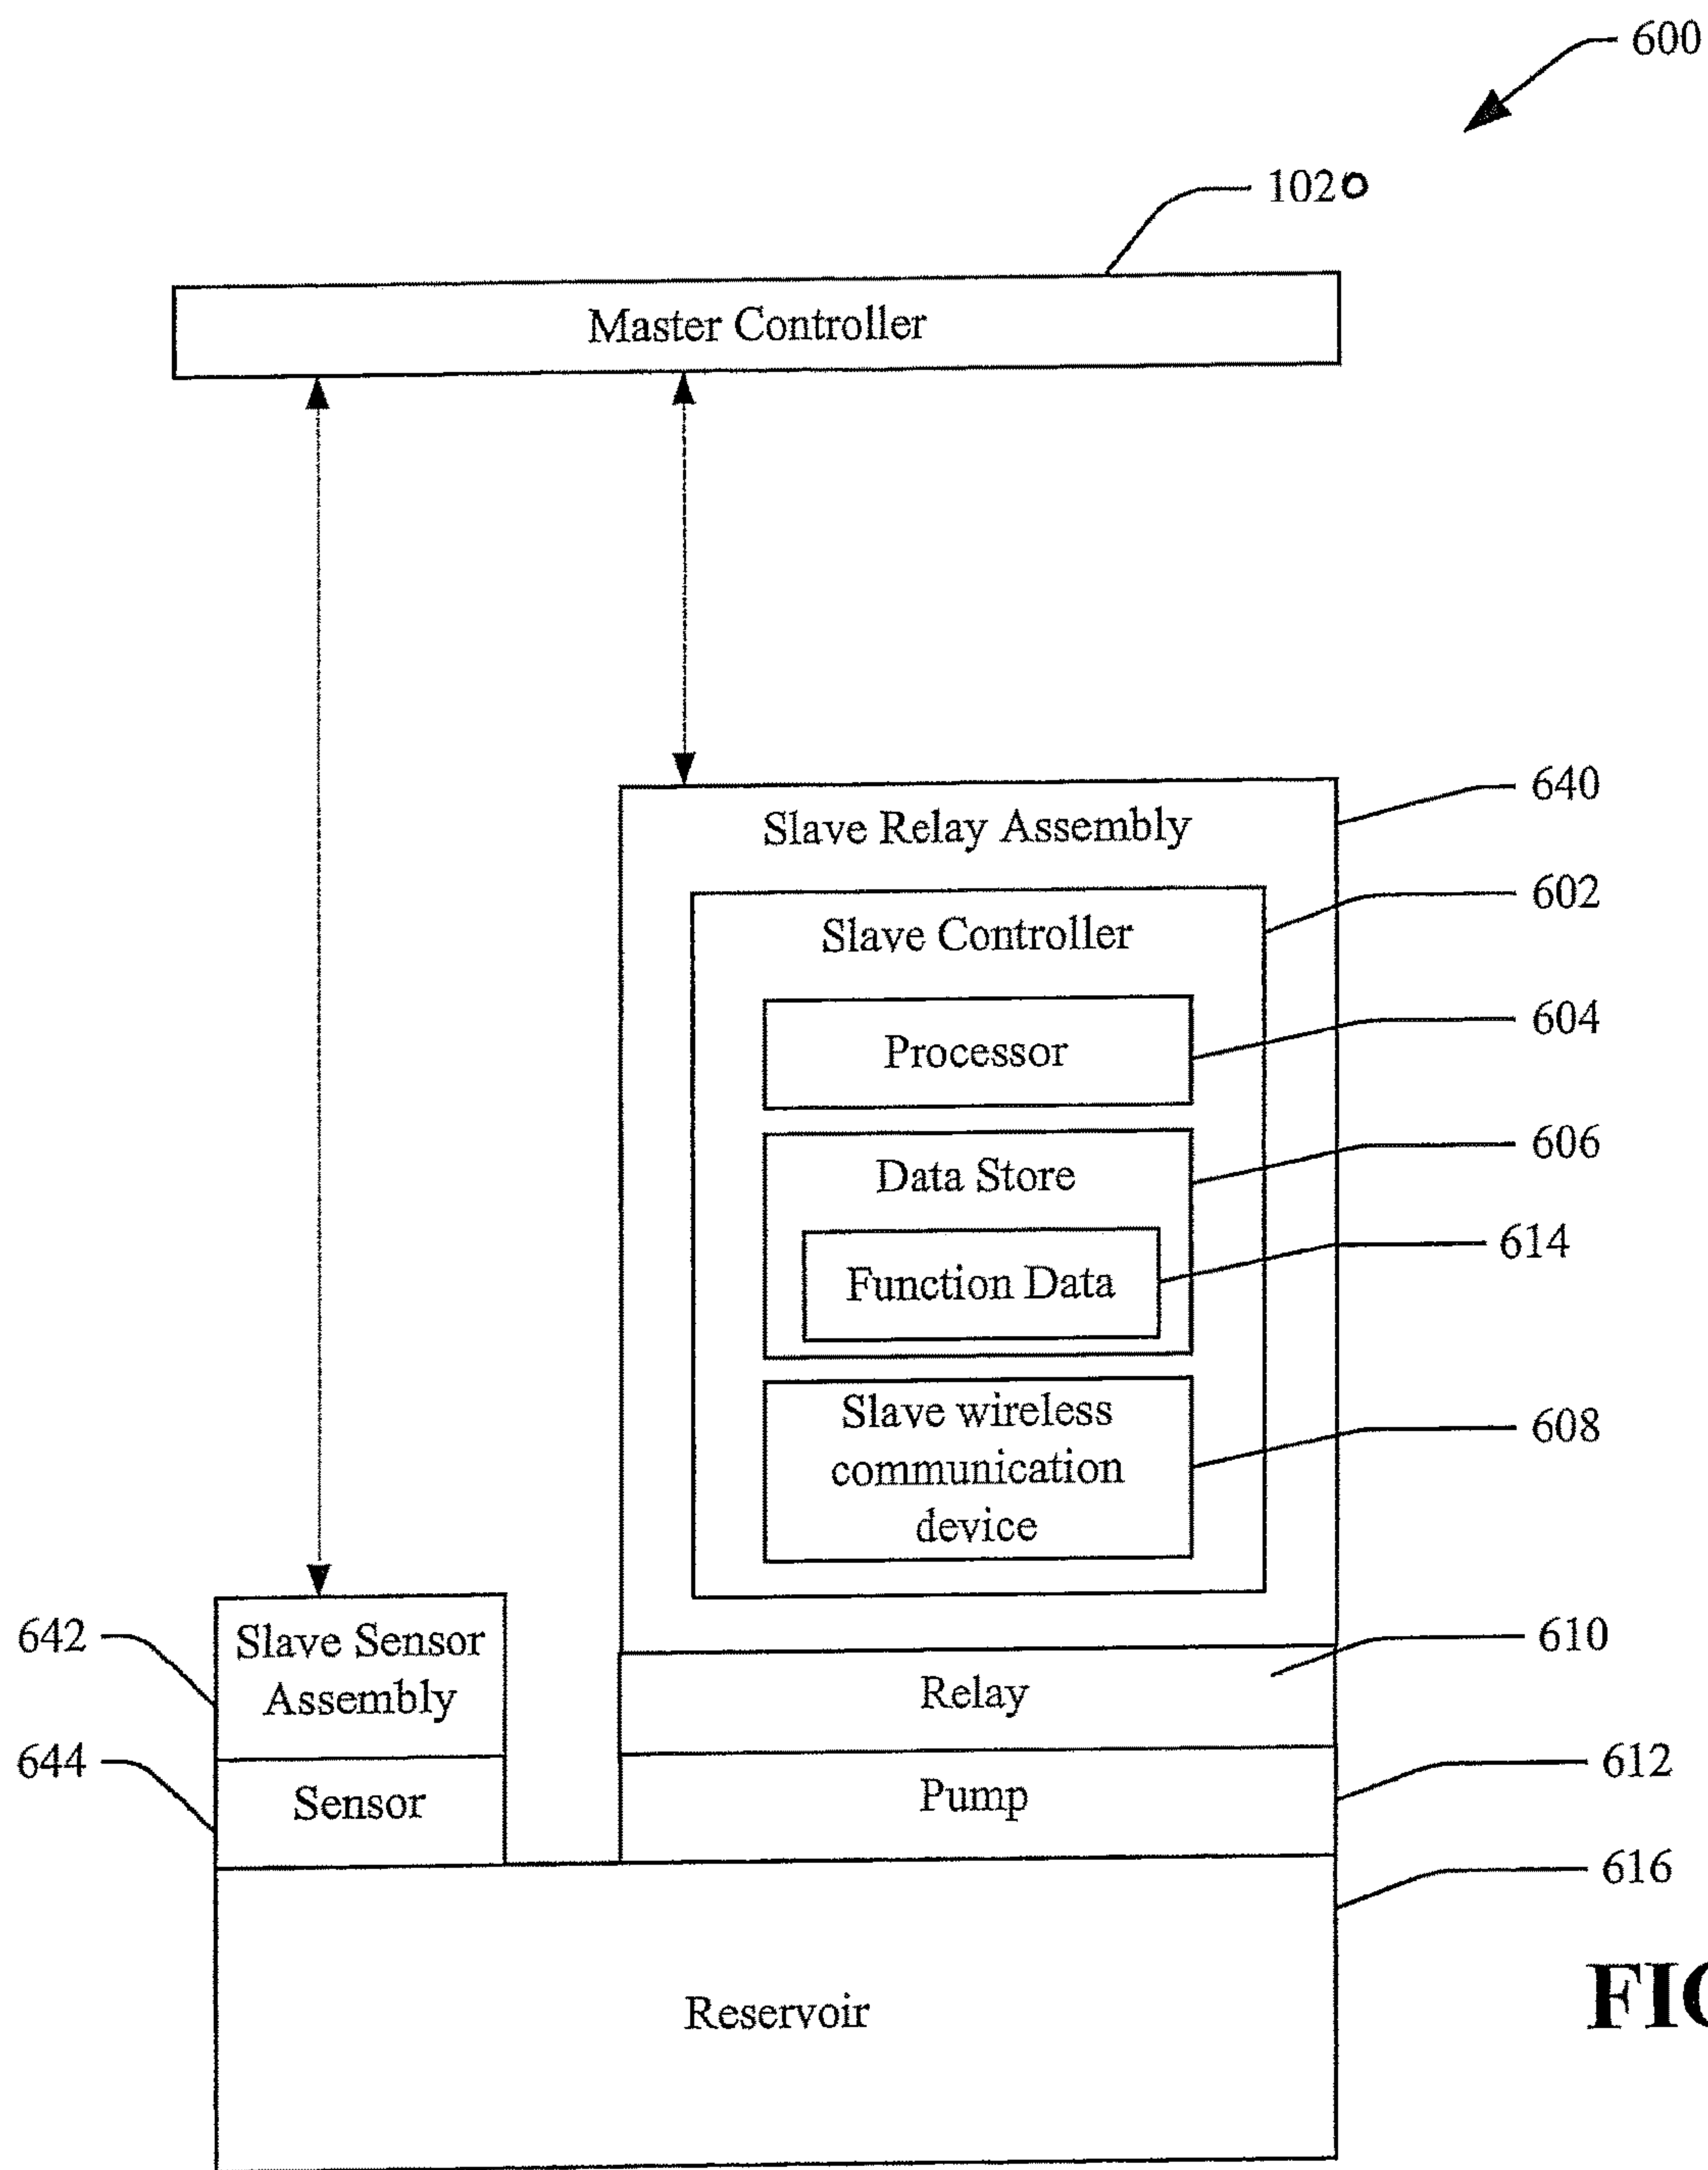 600
1020
Master Controller
640
Slave Relay Assembly
602
Slave Controller
604
Processor
606
Data Store
614
Function Data
608
Slave wireless
communication
device
642
Slave Sensor
Assembly
610
Relay
644
Sensor
612
Pump
616
Reservoir
FIG